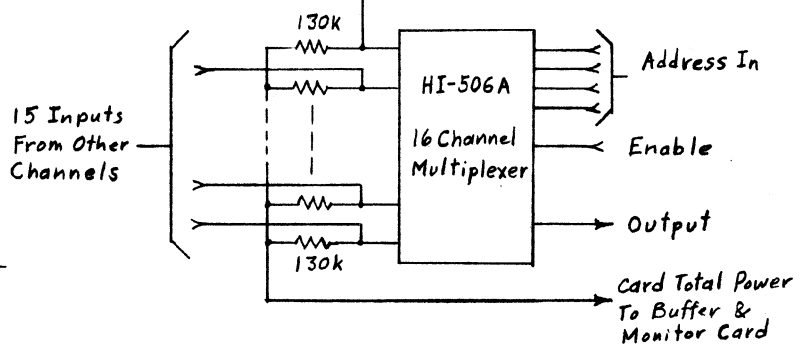 130k
HI-506A
16 Channel
Multiplexer
Address In
15 Inputs
From Other
Channels
Enable
Output
130k
Card Total Power
To Buffer &
Monitor Card